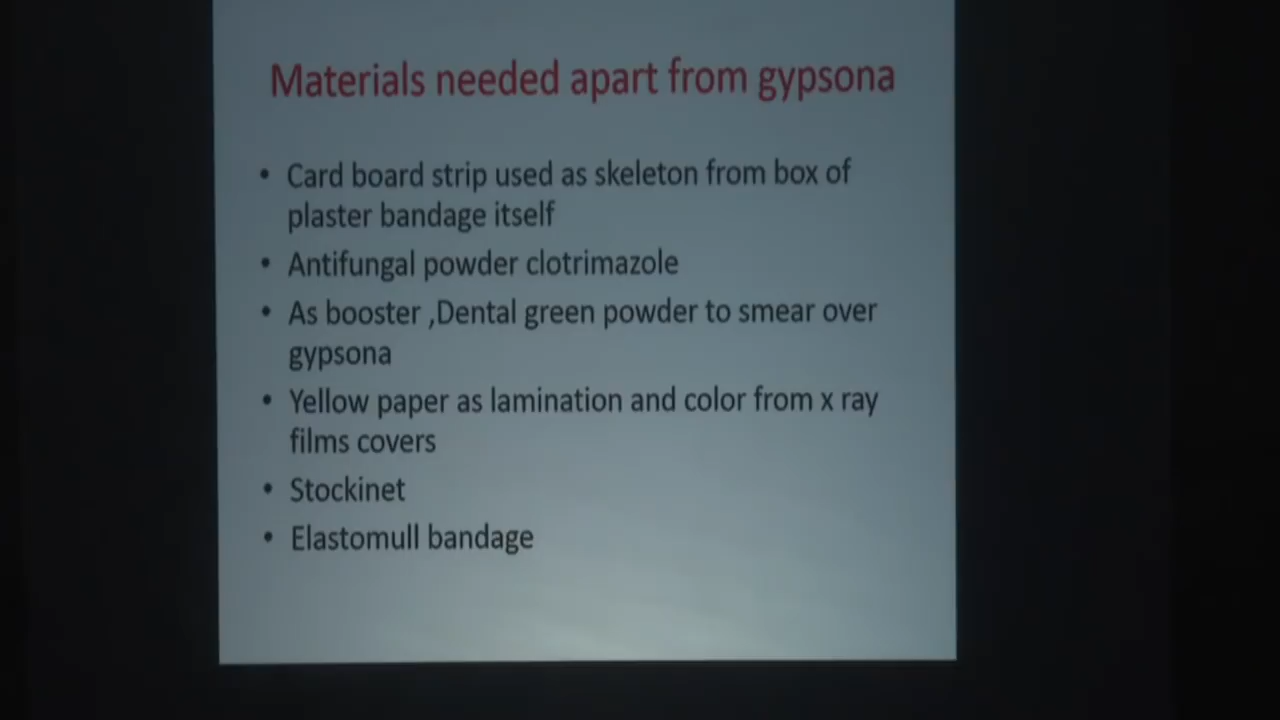 Materials needed apart from gypsona
• Card board strip used as skeleton from box of
plaster bandage itself
• Antifungal powder clotrimazole
• As booster ,Dental green powder to smear over
gypsona
• Yellow paper as lamination and color from x ray
films covers
• Stockinet
• Elastomull bandage